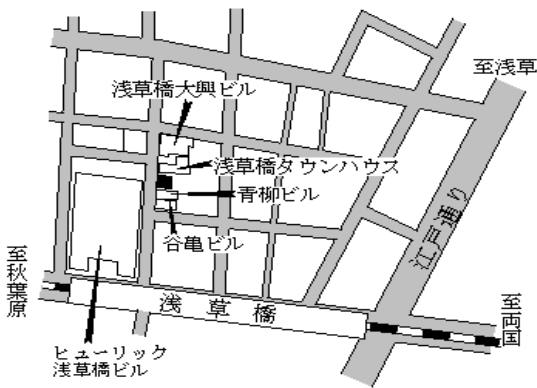 至浅草
浅草橋大興ビル
浅草橋タウンハウス
青柳ビル
谷亀ビル
江戸通り
至秋葉原
浅草橋
至両国
ヒューリック
浅草橋ビル